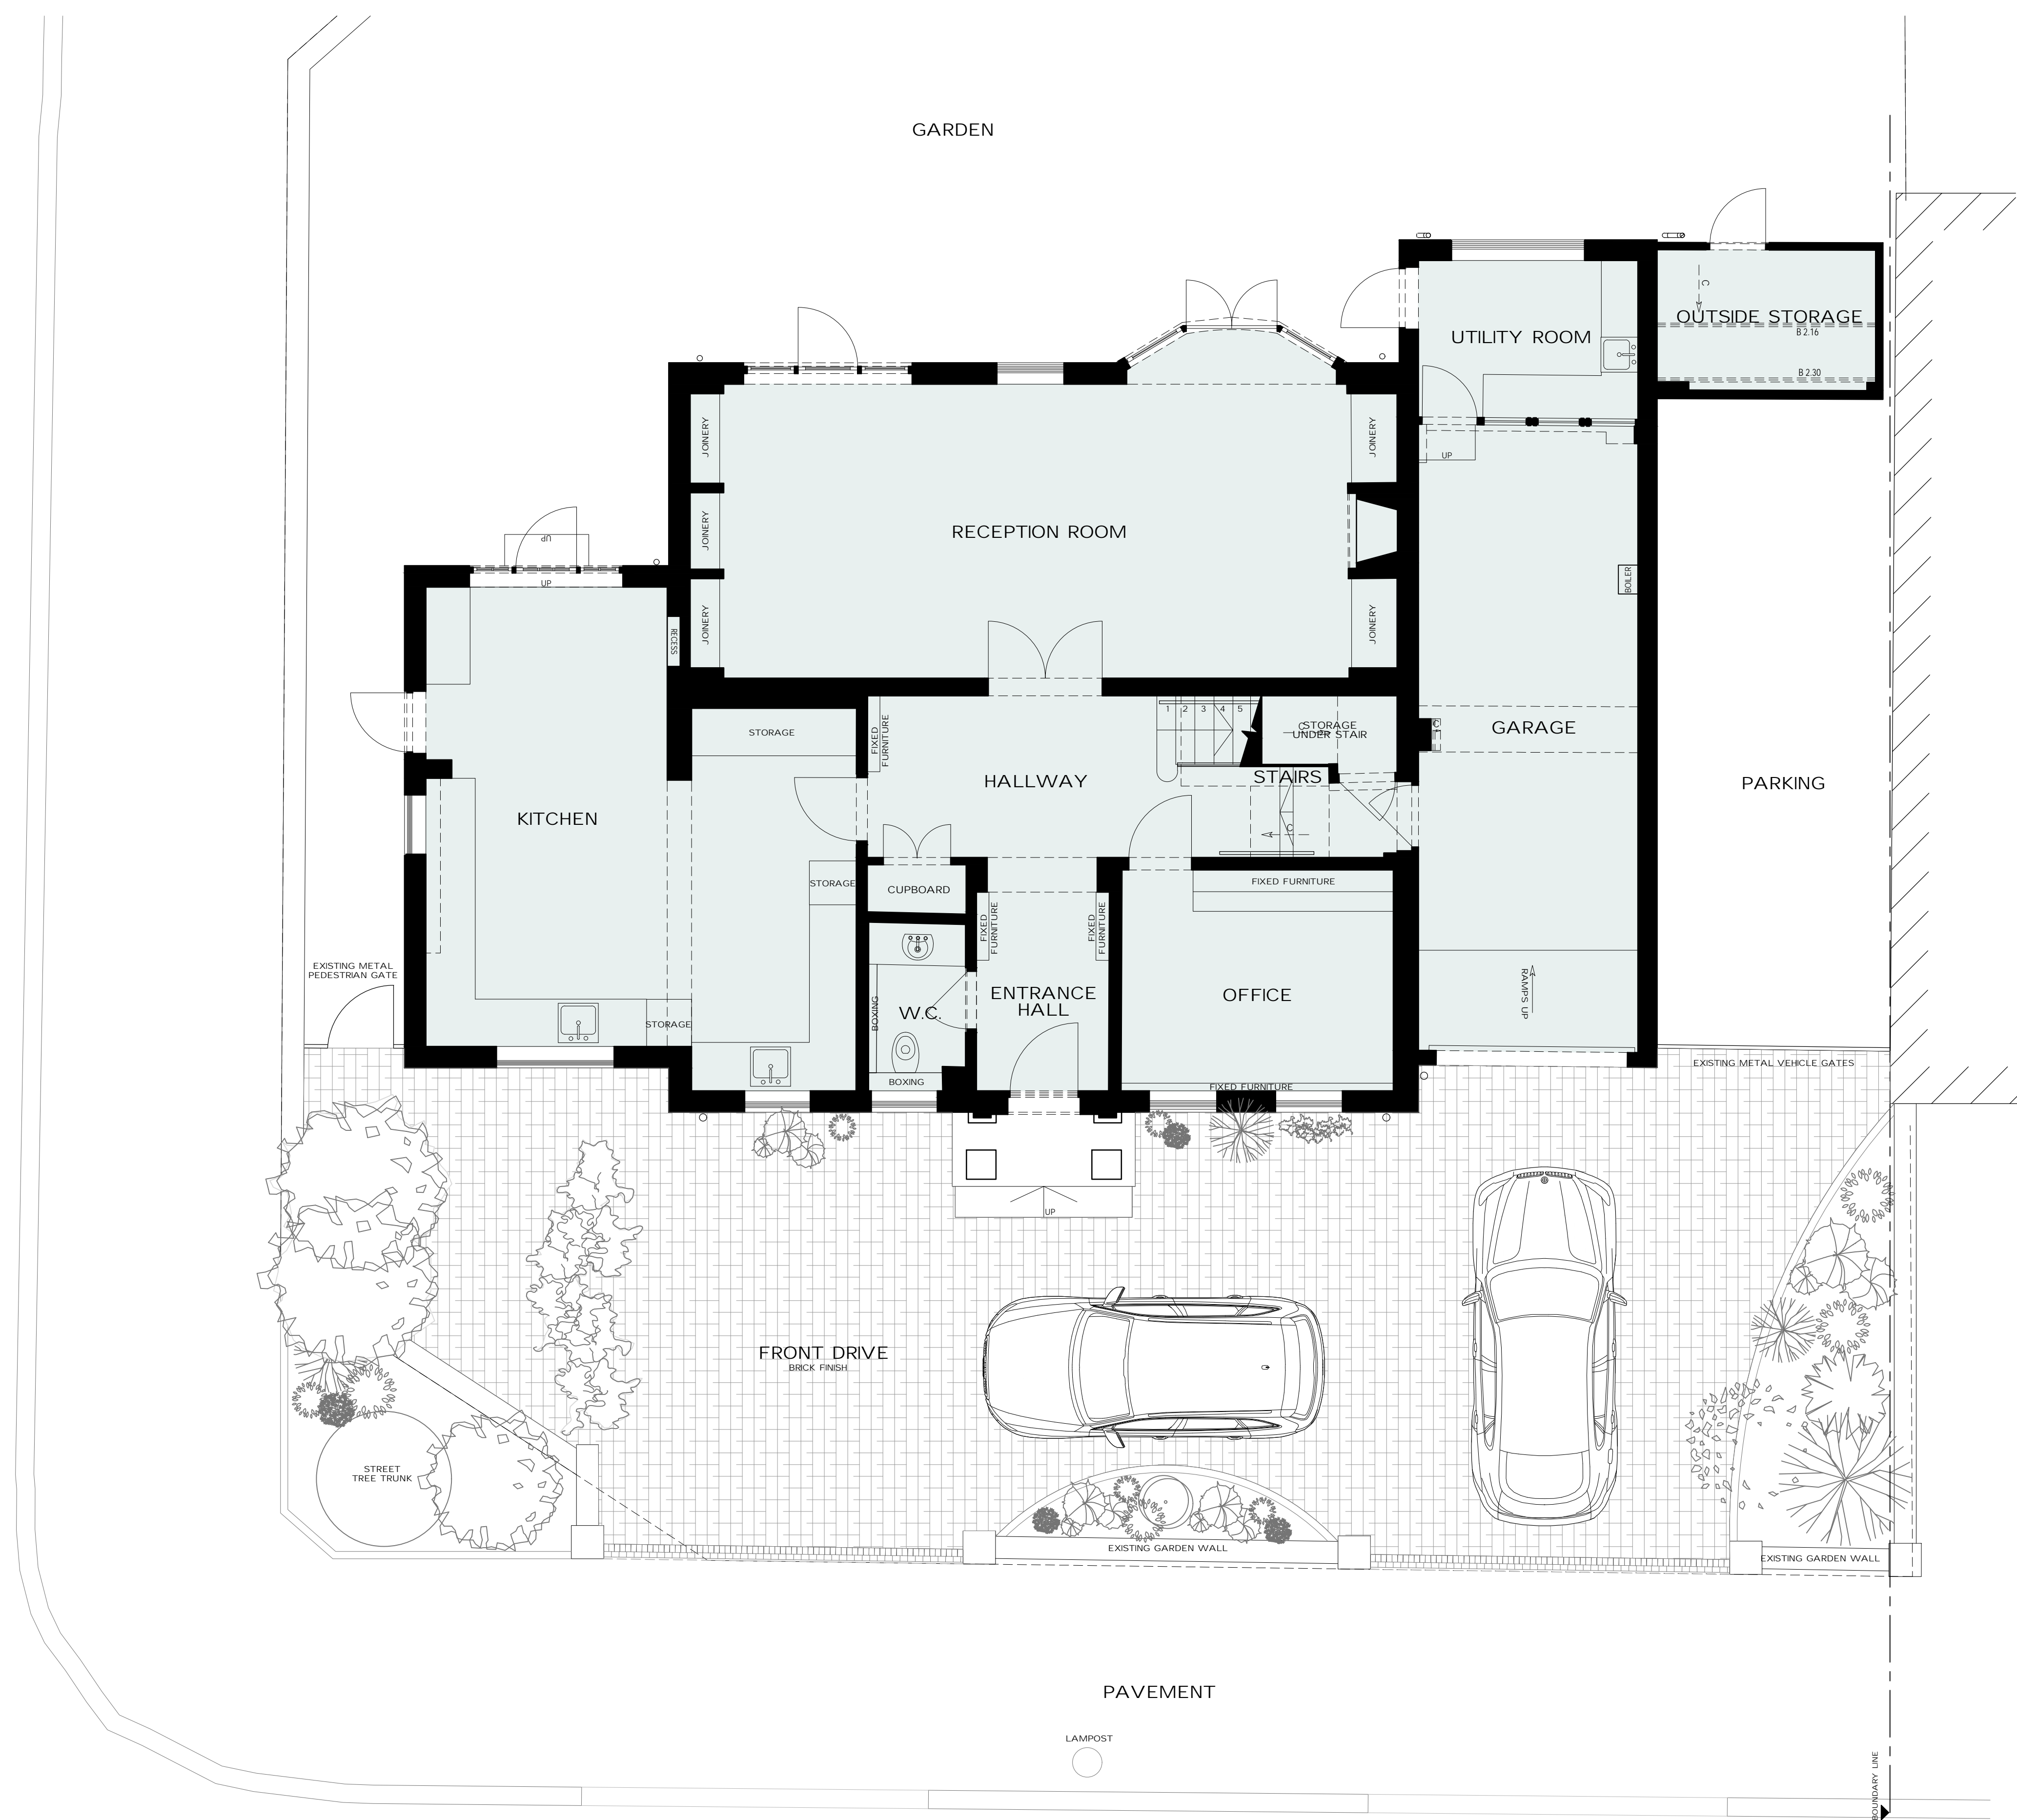 GARDEN
OUTSIDE STORAGE
B 2.16
B 2.30
C
UTILITY ROOM
UP
JOINERY
JOINERY
RECEPTION ROOM
JOINERY
UP
UP
BOILER
JOINERY
JOINERY
RECESS
STORAGE
FIXED
FURNITURE
1 2 3 4 5
STORAGE
UNDER STAIR
C
GARAGE
HALLWAY
STAIRS
PARKING
KITCHEN
C
STORAGE
CUPBOARD
FIXED FURNITURE
FIXED
FURNITURE
FIXED
FURNITURE
EXISTING METAL
PEDESTRIAN GATE
ENTRANCE
HALL
OFFICE
RAMPS UP
BOXING
W.C.
STORAGE
EXISTING METAL VEHICLE GATES
BOXING
FIXED FURNITURE
UP
FRONT DRIVE
BRICK FINISH
STREET
TREE TRUNK
EXISTING GARDEN WALL
EXISTING GARDEN WALL
PAVEMENT
LAMPOST
BOUNDARY LINE